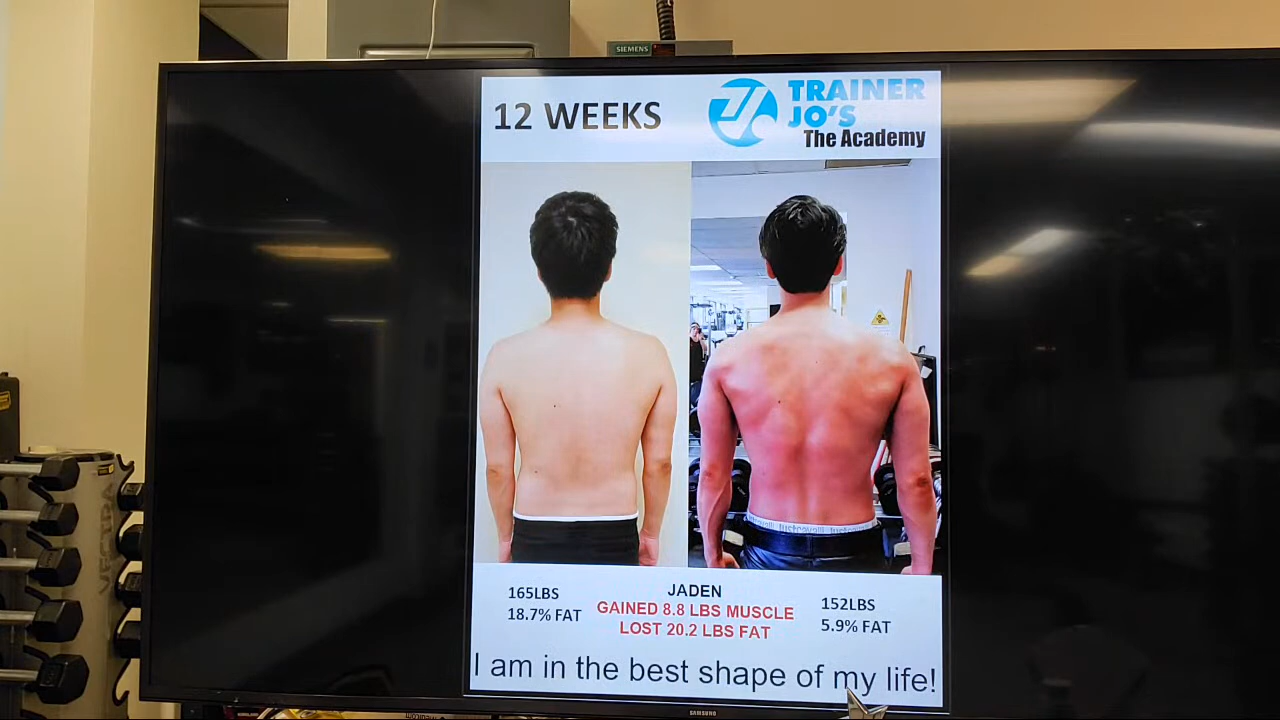 SIEMENS
12 WEEKS
TRAINER
JO'S
The Academy
165LBS
18.7% FAT
JADEN
GAINED 8.8 LBS MUSCLE
LOST 20.2 LBS FAT
152LBS
5.9% FAT
I am in the best shape of my life!
SAMSUNG